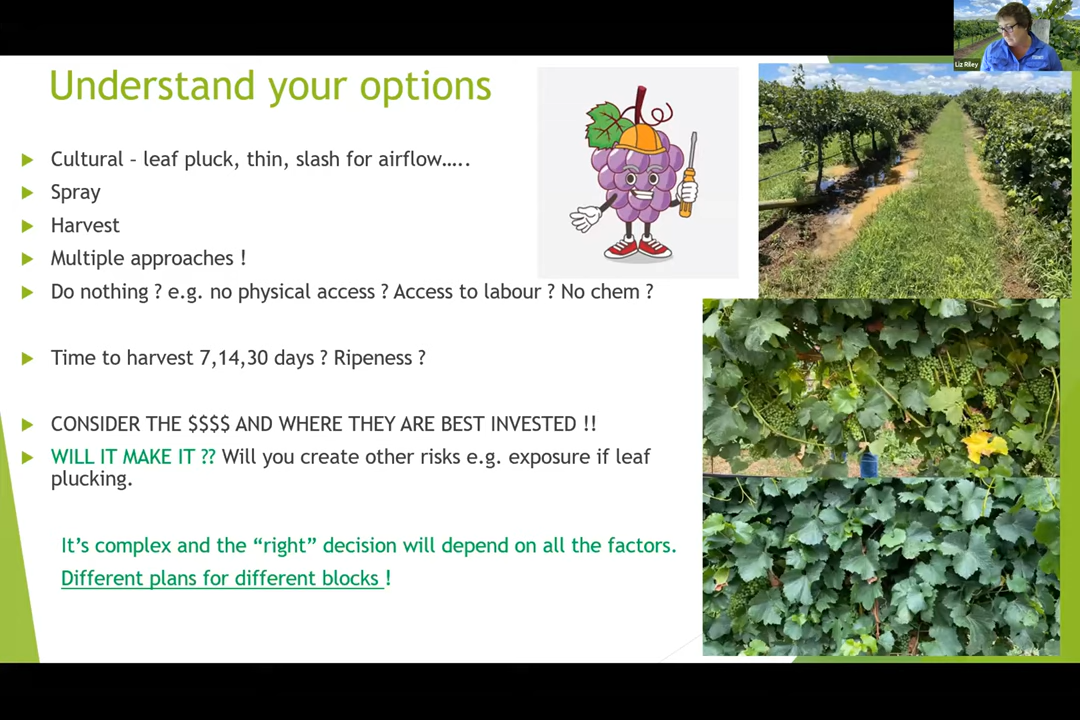 Liz Riley
Understand your options
Cultural – leaf pluck, thin, slash for airflow…..
Spray
Harvest
Multiple approaches !
Do nothing ? e.g. no physical access ? Access to labour ? No chem ?
Time to harvest 7,14,30 days ? Ripeness ?
CONSIDER THE $$$$ AND WHERE THEY ARE BEST INVESTED !!
WILL IT MAKE IT ?? Will you create other risks e.g. exposure if leaf
plucking.
It’s complex and the “right” decision will depend on all the factors.
Different plans for different blocks !